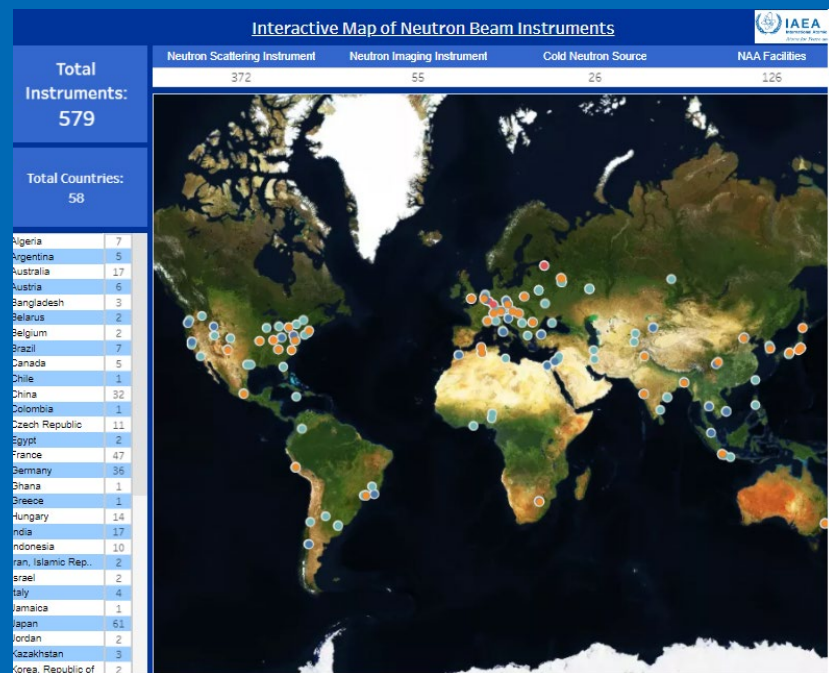 Interactive Map of Neutron Beam Instruments
IAEA
Total
Instruments:
579
Neutron Scattering Instrument Neutron Imaging Instrument Cold Neutron Source NAA Facilities
372 55 26 126
Total Countries:
58
Algeria 7
Argentina 5
Australia 17
Austria 6
Bangladesh 3
Belarus 2
Belgium 2
Brazil 7
Canada 5
Chile 1
China 32
Colombia 1
Czech Republic 11
Egypt 2
France 47
Germany 36
Ghana 1
Greece 1
Hungary 14
India 17
Indonesia 10
Iran, Islamic Rep.. 2
Israel 2
Italy 4
Jamaica 1
Japan 61
Jordan 2
Kazakhstan 3
Korea, Republic of 2